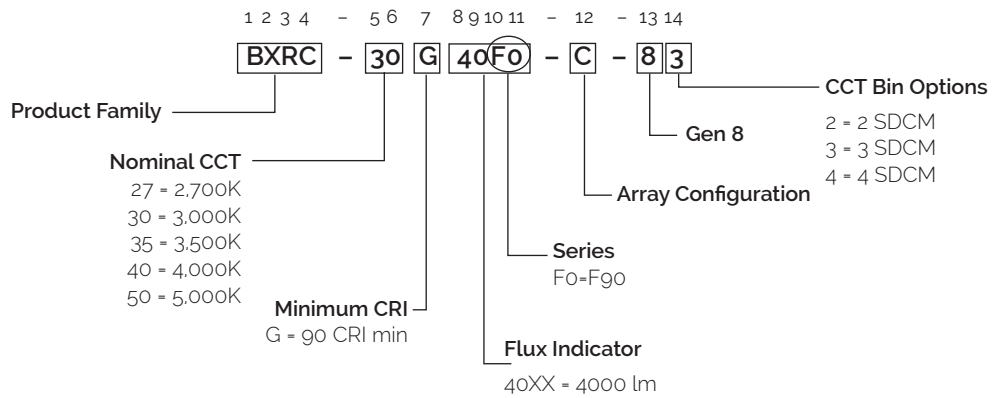 1 2 3 4 – 5 6 7 8 9 10 11 – 12 – 13 14
BXRC – 30 G 40F0 – C – 8 3
Product Family
CCT Bin Options
2 = 2 SDCM
3 = 3 SDCM
4 = 4 SDCM
Gen 8
Nominal CCT
27 = 2,700K
30 = 3,000K
35 = 3,500K
40 = 4,000K
50 = 5,000K
Array Configuration
Series
F0=F90
Minimum CRI
G = 90 CRI min
Flux Indicator
40XX = 4000 lm